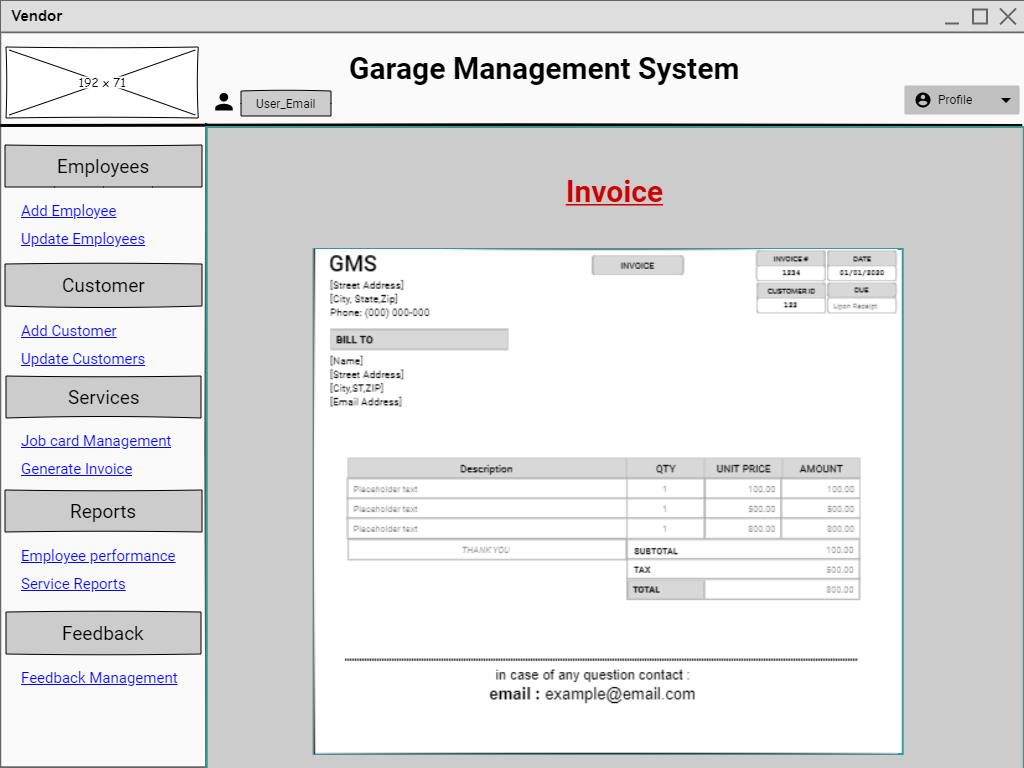 Vendor
192 x 71
Garage Management System
User_Email
Profile
Employees
Add Employee
Update Employees
Customer
Add Customer
Update Customers
Services
Job card Management
Generate Invoice
Reports
Employee performance
Service Reports
Feedback
Feedback Management
Invoice
GMS
[Street Address]
[City, State,Zip]
Phone: (000) 000-000
INVOICE
INVOICE # DATE
1234 01/01/2020
CUSTOMER ID DUE
123 Upon Receipt
BILL TO
[Name]
[Street Address]
[City,ST,ZIP]
[Email Address]
Description QTY UNIT PRICE AMOUNT
Placeholder text 1 100.00 100.00
Placeholder text 1 500.00 500.00
Placeholder text 1 800.00 800.00
THANK YOU SUBTOTAL 100.00
TAX 500.00
TOTAL 800.00
in case of any question contact :
email : example@email.com